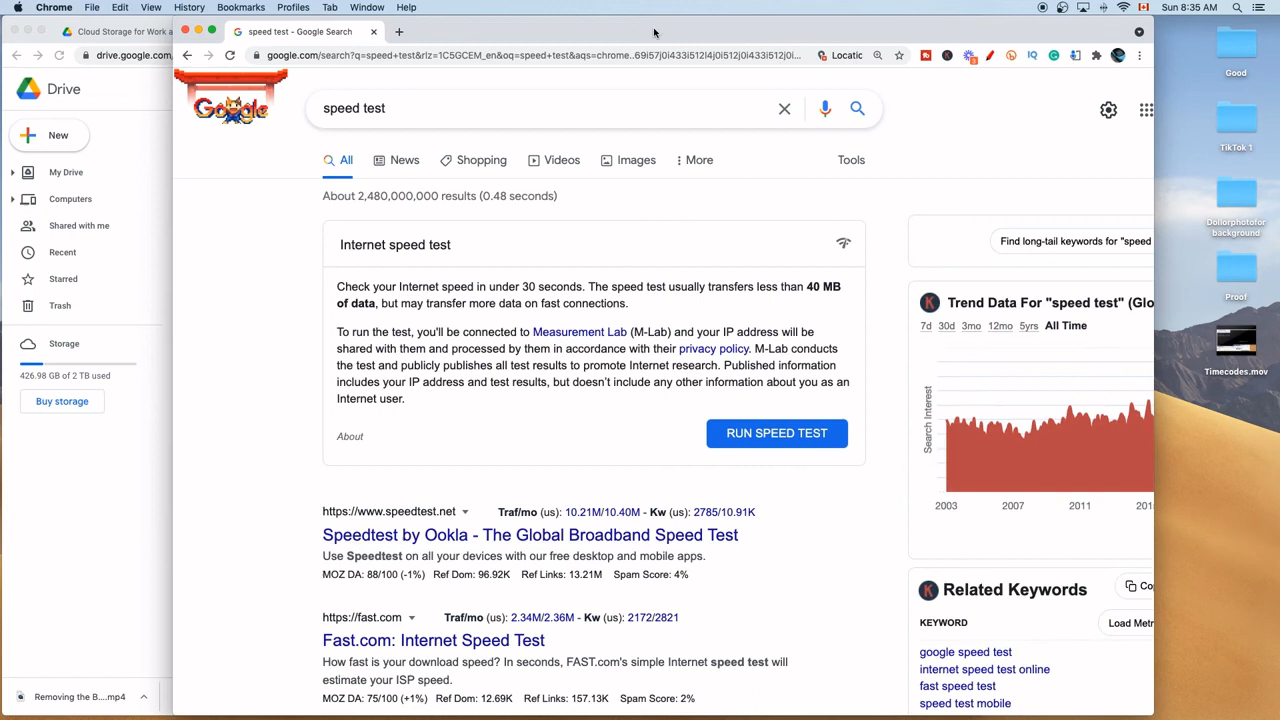 Chrome File Edit View History Bookmarks Profiles Tab Window Help Sun 8:35 AM
Cloud Storage for Work a
speed test - Google Search
drive.google.com/
google.com/search?q=speed+test&rlz=1C5GCEM_en&oq=speed+test&aqs=chrome..69i57j0i433i512l4j0i512j0i433i512j0i... Locatic
Drive
New
My Drive
Computers
Shared with me
Recent
Starred
Trash
Storage
426.98 GB of 2 TB used
Buy storage
Removing the B....mp4
Google
speed test
All News Shopping Videos Images More Tools
About 2,480,000,000 results (0.48 seconds)
Internet speed test
Check your Internet speed in under 30 seconds. The speed test usually transfers less than 40 MB
of data, but may transfer more data on fast connections.
To run the test, you'll be connected to Measurement Lab (M-Lab) and your IP address will be
shared with them and processed by them in accordance with their privacy policy. M-Lab conducts
the test and publicly publishes all test results to promote Internet research. Published information
includes your IP address and test results, but doesn't include any other information about you as an
Internet user.
About
RUN SPEED TEST
https://www.speedtest.net Traf/mo (us): 10.21M/10.40M - Kw (us): 2785/10.91K
Speedtest by Ookla - The Global Broadband Speed Test
Use Speedtest on all your devices with our free desktop and mobile apps.
MOZ DA: 88/100 (-1%) Ref Dom: 96.92K Ref Links: 13.21M Spam Score: 4%
https://fast.com Traf/mo (us): 2.34M/2.36M - Kw (us): 2172/2821
Fast.com: Internet Speed Test
How fast is your download speed? In seconds, FAST.com's simple Internet speed test will
estimate your ISP speed.
MOZ DA: 75/100 (+1%) Ref Dom: 12.69K Ref Links: 157.13K Spam Score: 2%
Find long-tail keywords for "speed
K Trend Data For "speed test" (Glo
7d 30d 3mo 12mo 5yrs All Time
Search Interest
2003 2007 2011 201
K Related Keywords
Co
KEYWORD
Load Metr
google speed test
internet speed test online
fast speed test
speed test mobile
Good
TikTok 1
Dollorphotofor
background
Proof
Timecodes.mov